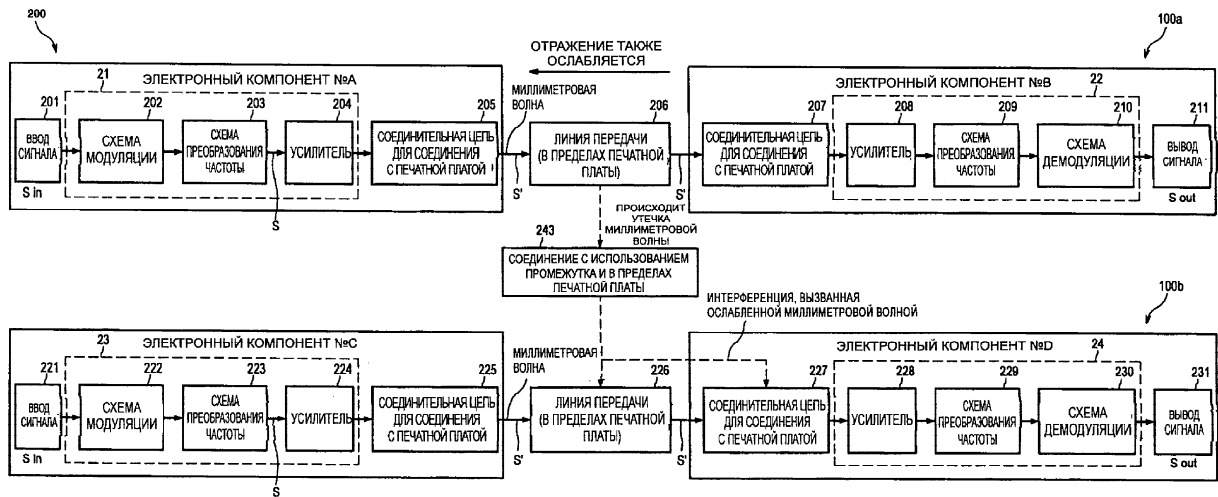 200
100a
ОТРАЖЕНИЕ ТАКЖЕ
ОСЛАБЛЯЕТСЯ
ЭЛЕКТРОННЫЙ КОМПОНЕНТ №A
21
201
202
203
204
205
ВВОД
СИГНАЛА
СХЕМА
МОДУЛЯЦИИ
СХЕМА
ПРЕОБРАЗОВАНИЯ
ЧАСТОТЫ
УСИЛИТЕЛЬ
СОЕДИНИТЕЛЬНАЯ ЦЕПЬ
ДЛЯ СОЕДИНЕНИЯ
С ПЕЧАТНОЙ ПЛАТОЙ
S in
S
МИЛЛИМЕТРОВАЯ
ВОЛНА
S'
206
ЛИНИЯ ПЕРЕДАЧИ
(В ПРЕДЕЛАХ ПЕЧАТНОЙ
ПЛАТЫ)
S'
ЭЛЕКТРОННЫЙ КОМПОНЕНТ №B
22
207
208
209
210
211
СОЕДИНИТЕЛЬНАЯ ЦЕПЬ
ДЛЯ СОЕДИНЕНИЯ
С ПЕЧАТНОЙ ПЛАТОЙ
УСИЛИТЕЛЬ
СХЕМА
ПРЕОБРАЗОВАНИЯ
ЧАСТОТЫ
СХЕМА
ДЕМОДУЛЯЦИИ
ВЫВОД
СИГНАЛА
S out
ПРОИСХОДИТ
УТЕЧКА
МИЛЛИМЕТРОВОЙ
ВОЛНЫ
243
СОЕДИНЕНИЕ С ИСПОЛЬЗОВАНИЕМ
ПРОМЕЖУТКА И В ПРЕДЕЛАХ
ПЕЧАТНОЙ ПЛАТЫ
ИНТЕРФЕРЕНЦИЯ, ВЫЗВАННАЯ
ОСЛАБЛЕННОЙ МИЛЛИМЕТРОВОЙ ВОЛНОЙ
100b
ЭЛЕКТРОННЫЙ КОМПОНЕНТ №C
23
221
222
223
224
225
ВВОД
СИГНАЛА
СХЕМА
МОДУЛЯЦИИ
СХЕМА
ПРЕОБРАЗОВАНИЯ
ЧАСТОТЫ
УСИЛИТЕЛЬ
СОЕДИНИТЕЛЬНАЯ ЦЕПЬ
ДЛЯ СОЕДИНЕНИЯ
С ПЕЧАТНОЙ ПЛАТОЙ
S in
S
МИЛЛИМЕТРОВАЯ
ВОЛНА
S'
226
ЛИНИЯ ПЕРЕДАЧИ
(В ПРЕДЕЛАХ ПЕЧАТНОЙ
ПЛАТЫ)
S'
ЭЛЕКТРОННЫЙ КОМПОНЕНТ №D
24
227
228
229
230
231
СОЕДИНИТЕЛЬНАЯ ЦЕПЬ
ДЛЯ СОЕДИНЕНИЯ
С ПЕЧАТНОЙ ПЛАТОЙ
УСИЛИТЕЛЬ
СХЕМА
ПРЕОБРАЗОВАНИЯ
ЧАСТОТЫ
СХЕМА
ДЕМОДУЛЯЦИИ
ВЫВОД
СИГНАЛА
S out